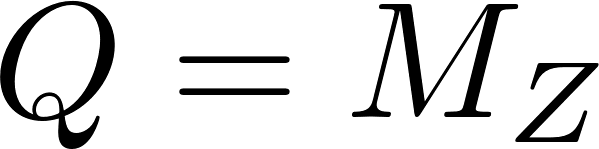 Q = M_Z